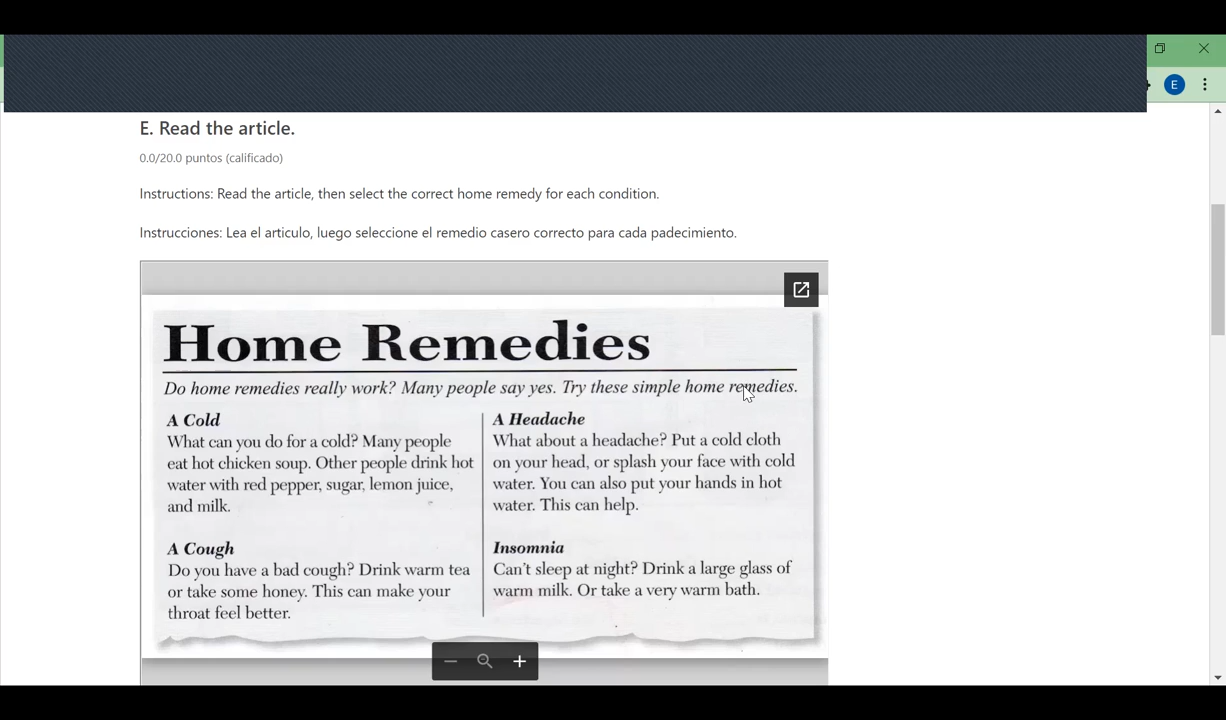 E
E. Read the article.
0.0/20.0 puntos (calificado)
Instructions: Read the article, then select the correct home remedy for each condition.
Instrucciones: Lea el articulo, luego seleccione el remedio casero correcto para cada padecimiento.
Home Remedies
Do home remedies really work? Many people say yes. Try these simple home remedies.
A Cold
What can you do for a cold? Many people
eat hot chicken soup. Other people drink hot
water with red pepper, sugar, lemon juice,
and milk.
A Cough
Do you have a bad cough? Drink warm tea
or take some honey. This can make your
throat feel better.
A Headache
What about a headache? Put a cold cloth
on your head, or splash your face with cold
water. You can also put your hands in hot
water. This can help.
Insomnia
Can't sleep at night? Drink a large glass of
warm milk. Or take a very warm bath.